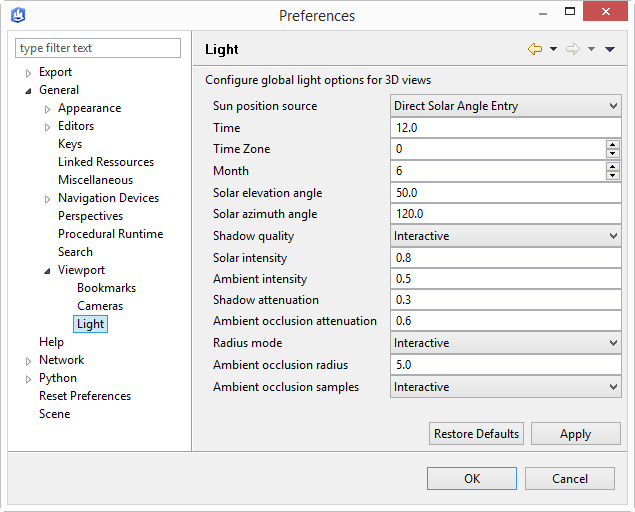 Preferences
type filter text
Light
Export
General
Appearance
Editors
Keys
Linked Ressources
Miscellaneous
Navigation Devices
Perspectives
Procedural Runtime
Search
Viewport
Bookmarks
Cameras
Light
Help
Network
Python
Reset Preferences
Scene
Configure global light options for 3D views
Sun position source Direct Solar Angle Entry
Time 12.0
Time Zone 0
Month 6
Solar elevation angle 50.0
Solar azimuth angle 120.0
Shadow quality Interactive
Solar intensity 0.8
Ambient intensity 0.5
Shadow attenuation 0.3
Ambient occlusion attenuation 0.6
Radius mode Interactive
Ambient occlusion radius 5.0
Ambient occlusion samples Interactive
Restore Defaults Apply
OK Cancel